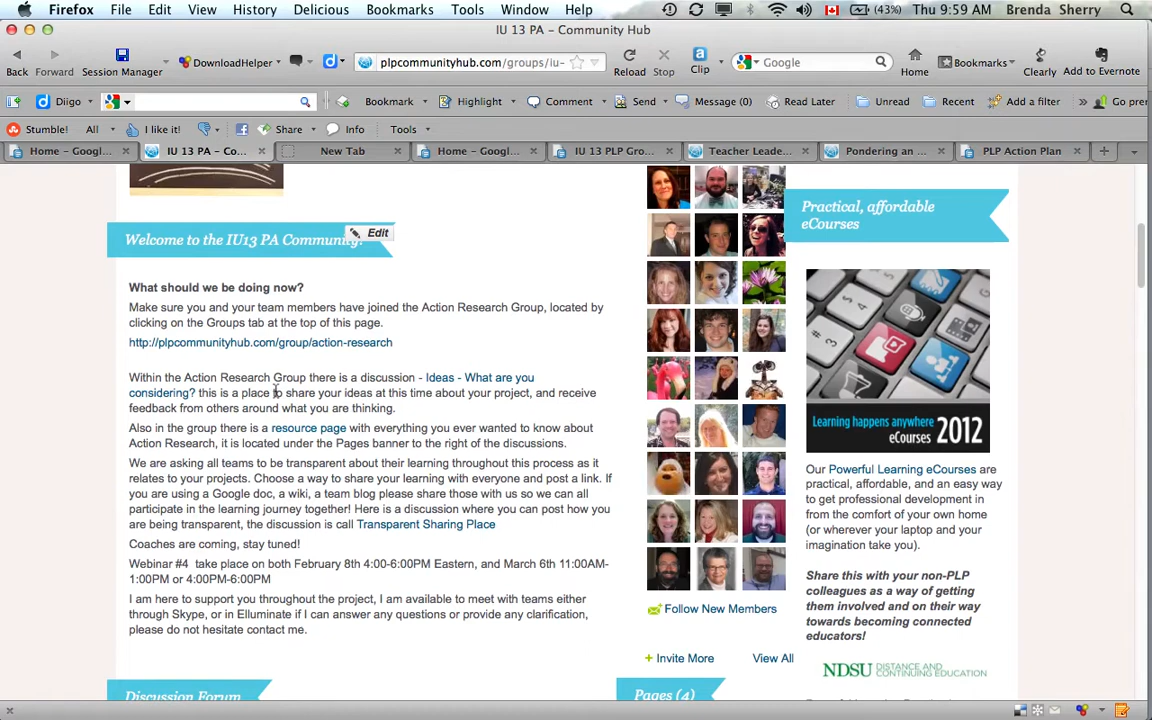 Firefox File Edit View History Delicious Bookmarks Tools Window Help (43%) Thu 9:59 AM Brenda Sherry
IU 13 PA - Community Hub
plpcommunityhub.com/groups/iu- Google
Back Forward Session Manager DownloadHelper Reload Stop Clip Home Bookmarks Clearly Add to Evernote
Diigo Bookmark Highlight Comment Send Message (0) Read Later Unread Recent Add a filter » Go pre
Stumble! All I like it! Share Info Tools
Home – Googl... IU 13 PA – Co... New Tab Home – Googl... IU 13 PLP Gro... Teacher Leade... Pondering an ... PLP Action Plan
Welcome to the IU13 PA Community!
Edit
What should we be doing now?
Make sure you and your team members have joined the Action Research Group, located by
clicking on the Groups tab at the top of this page.
http://plpcommunityhub.com/group/action-research
Within the Action Research Group there is a discussion - Ideas - What are you
considering? this is a place to share your ideas at this time about your project, and receive
feedback from others around what you are thinking.
Also in the group there is a resource page with everything you ever wanted to know about
Action Research, it is located under the Pages banner to the right of the discussions.
We are asking all teams to be transparent about their learning throughout this process as it
relates to your projects. Choose a way to share your learning with everyone and post a link. If
you are using a Google doc, a wiki, a team blog please share those with us so we can all
participate in the learning journey together! Here is a discussion where you can post how you
are being transparent, the discussion is call Transparent Sharing Place
Coaches are coming, stay tuned!
Webinar #4 take place on both February 8th 4:00-6:00PM Eastern, and March 6th 11:00AM-
1:00PM or 4:00PM-6:00PM
I am here to support you throughout the project, I am available to meet with teams either
through Skype, or in Elluminate if I can answer any questions or provide any clarification,
please do not hesitate contact me.
Discussion Forum
Follow New Members
+ Invite More View All
Pages (4)
Practical, affordable
eCourses
#3
Learning happens anywhere
eCourses 2012
Our Powerful Learning eCourses are
practical, affordable, and an easy way
to get professional development in
from the comfort of your own home
(or wherever your laptop and your
imagination take you).
Share this with your non-PLP
colleagues as a way of getting
them involved and on their way
towards becoming connected
educators!
NDSU DISTANCE AND
CONTINUING EDUCATION